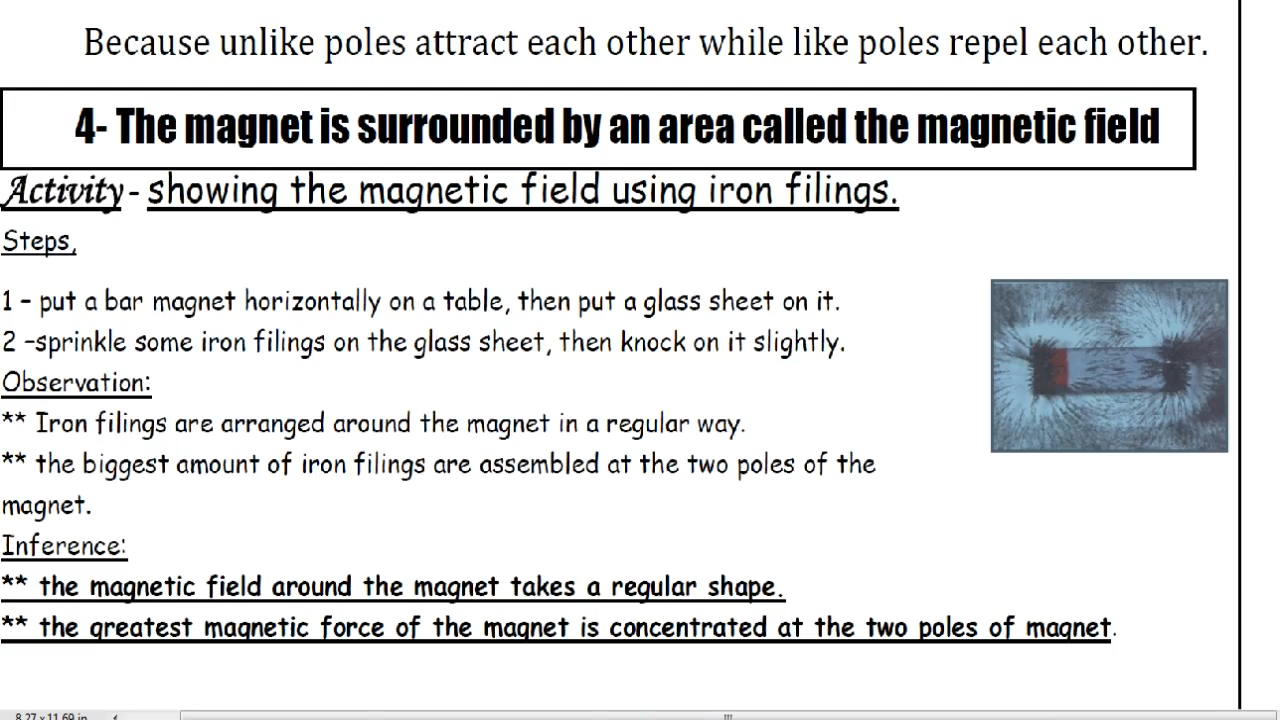 Because unlike poles attract each other while like poles repel each other.
4- The magnet is surrounded by an area called the magnetic field
Activity - showing the magnetic field using iron filings.
Steps,
1 – put a bar magnet horizontally on a table, then put a glass sheet on it.
2 –sprinkle some iron filings on the glass sheet, then knock on it slightly.
Observation:
** Iron filings are arranged around the magnet in a regular way.
** the biggest amount of iron filings are assembled at the two poles of the
magnet.
Inference:
** the magnetic field around the magnet takes a regular shape.
** the greatest magnetic force of the magnet is concentrated at the two poles of magnet.
8.27 x 11.69 in